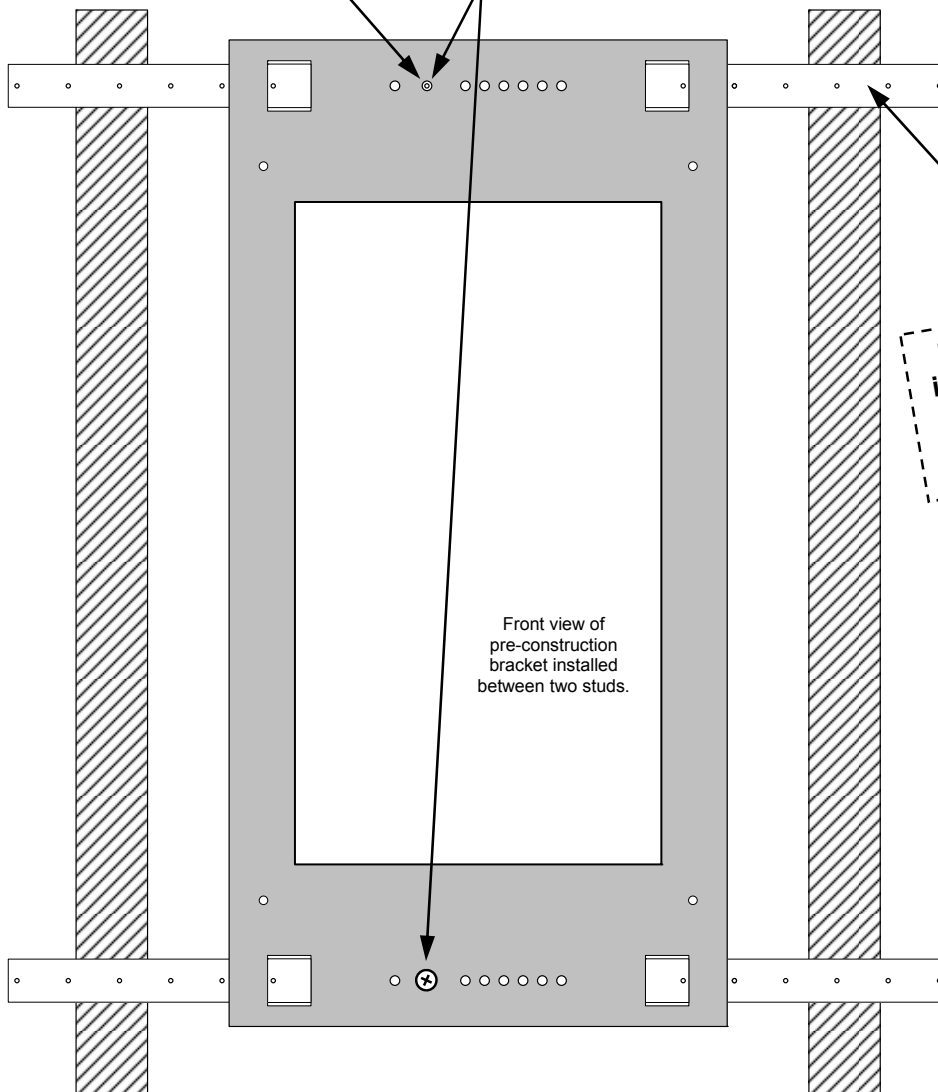 Front view of
pre-construction
bracket installed
between two studs.